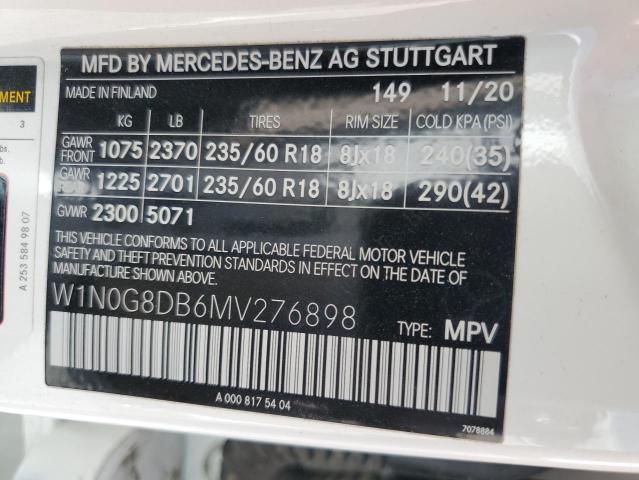 MFD BY MERCEDES-BENZ AG STUTTGART
MADE IN FINLAND 149 11/20
KG LB TIRES RIM SIZE COLD KPA (PSI)
GAWR FRONT 1075 2370 235/60 R18 8Jx18 240(35)
GAWR REAR 1225 2701 235/60 R18 8Jx18 290(42)
GVWR 2300 5071
THIS VEHICLE CONFORMS TO ALL APPLICABLE FEDERAL MOTOR VEHICLE
SAFETY AND THEFT PREVENTION STANDARDS IN EFFECT ON THE DATE OF
MANUFACTURE SHOWN ABOVE.
W1N0G8DB6MV276898
TYPE: MPV
A 000 817 54 04
7078884
A 253 584 98 07
3